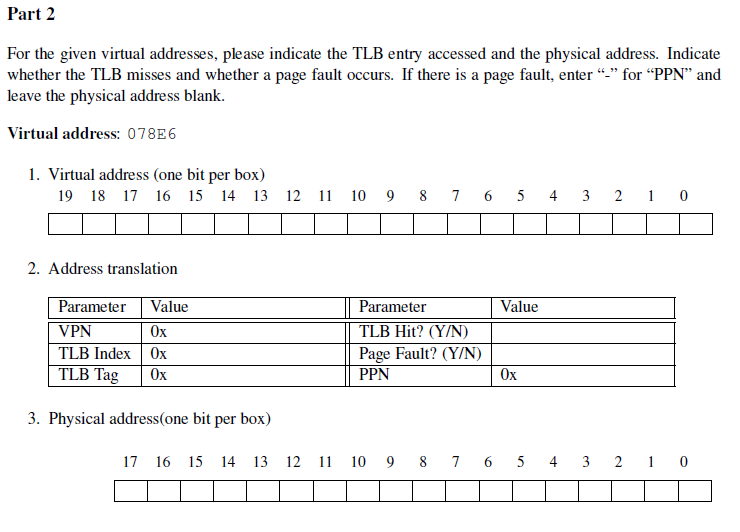 Part 2
For the given virtual addresses, please indicate the TLB entry accessed and the physical address. Indicate
whether the TLB misses and whether a page fault occurs. If there is a page fault, enter “-” for “PPN” and
leave the physical address blank.
Virtual address: 078E6
1. Virtual address (one bit per box)
19 18 17 16 15 14 13 12 11 10 9 8 7 6 5 4 3 2 1 0
2. Address translation
Parameter Value Parameter Value
VPN 0x TLB Hit? (Y/N)
TLB Index 0x Page Fault? (Y/N)
TLB Tag 0x PPN 0x
3. Physical address(one bit per box)
17 16 15 14 13 12 11 10 9 8 7 6 5 4 3 2 1 0